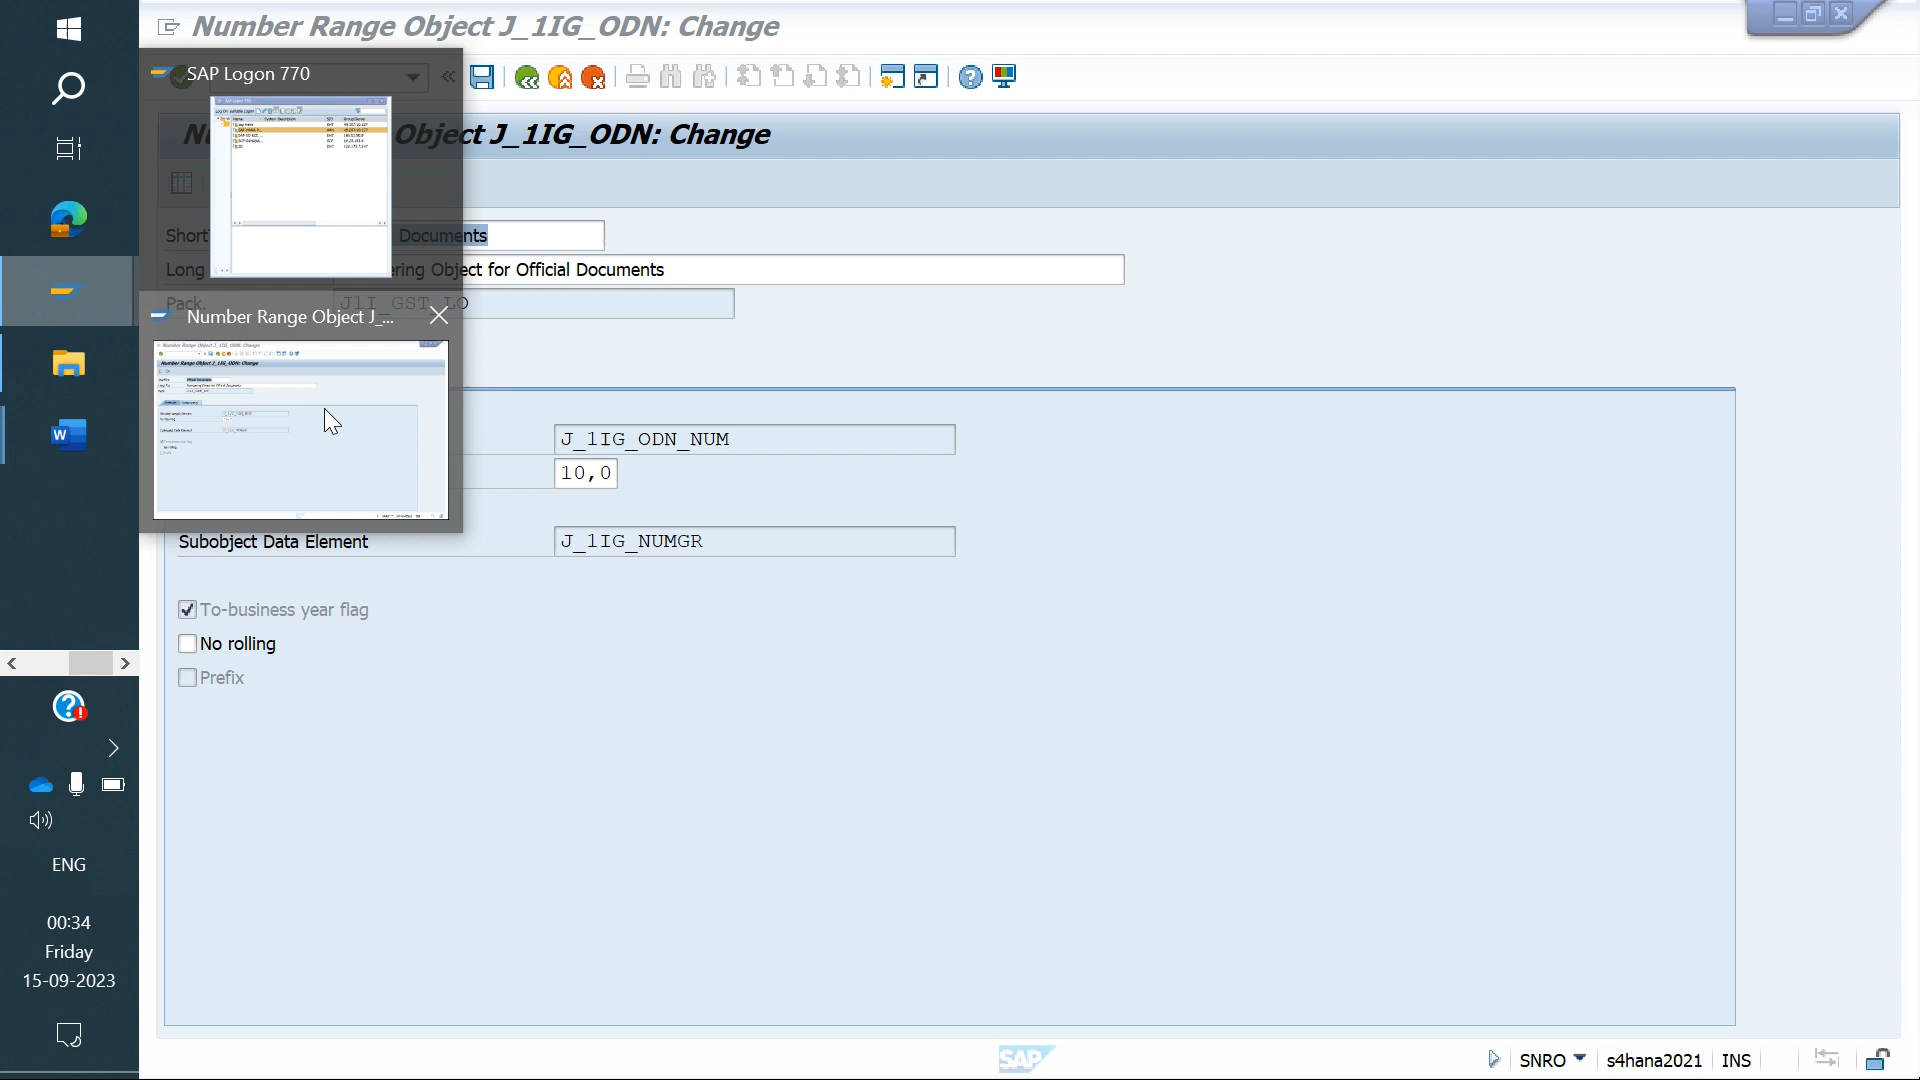 Number Range Object J_1IG_ODN: Change
SAP Logon 770
Object J_1IG_ODN: Change
Short
Documents
Long
Object for Official Documents
Pack.
J1I_GST_LO
Number Range Object J_...
J_1IG_ODN_NUM
10,0
Subobject Data Element
J_1IG_NUMGR
To-business year flag
No rolling
Prefix
ENG
00:34
Friday
15-09-2023
SAP
SNRO
s4hana2021
INS